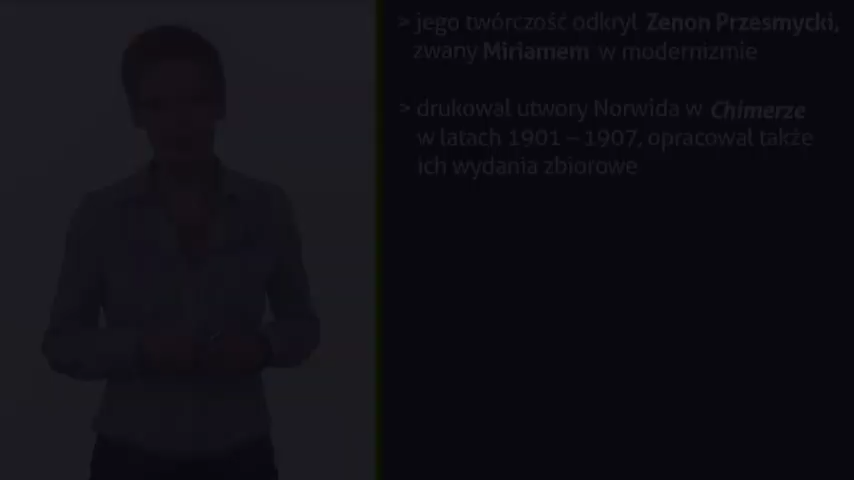 > jego twórczość odkrył Zenon Przesmycki,
zwany Miriamem w modernizmie
> drukował utwory Norwida w Chimerze
w latach 1901 – 1907, opracował także
ich wydania zbiorowe